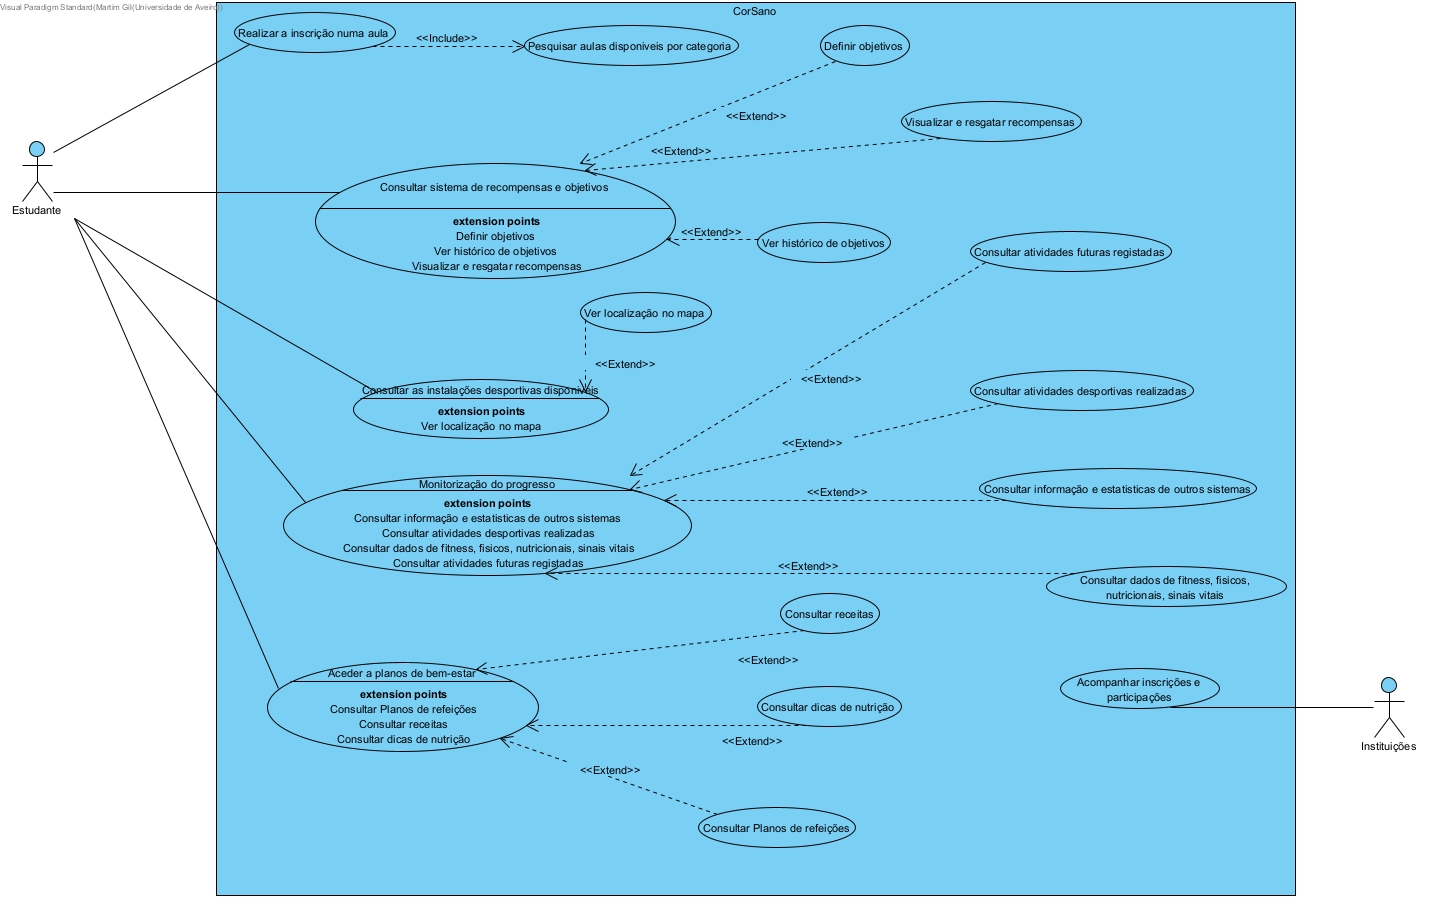 Visual Paradigm Standard(Martim Gil(Universidade de Aveiro))
CorSano
Realizar a inscrição numa aula
<<Include>>
Pesquisar aulas disponiveis por categoria
Definir objetivos
<<Extend>>
Visualizar e resgatar recompensas
<<Extend>>
Estudante
Consultar sistema de recompensas e objetivos
extension points
Definir objetivos
Ver histórico de objetivos
Visualizar e resgatar recompensas
<<Extend>>
Ver histórico de objetivos
Consultar atividades futuras registadas
Ver localização no mapa
<<Extend>>
<<Extend>>
Consultar as instalações desportivas disponíveis
extension points
Ver localização no mapa
Consultar atividades desportivas realizadas
<<Extend>>
Monitorização do progresso
extension points
Consultar informação e estatisticas de outros sistemas
Consultar atividades desportivas realizadas
Consultar dados de fitness, fisicos, nutricionais, sinais vitais
Consultar atividades futuras registadas
<<Extend>>
Consultar informação e estatisticas de outros sistemas
<<Extend>>
Consultar dados de fitness, fisicos,
nutricionais, sinais vitais
Consultar receitas
<<Extend>>
Aceder a planos de bem-estar
extension points
Consultar Planos de refeições
Consultar receitas
Consultar dicas de nutrição
Consultar dicas de nutrição
<<Extend>>
<<Extend>>
Consultar Planos de refeições
Acompanhar inscrições e
participações
Instituições